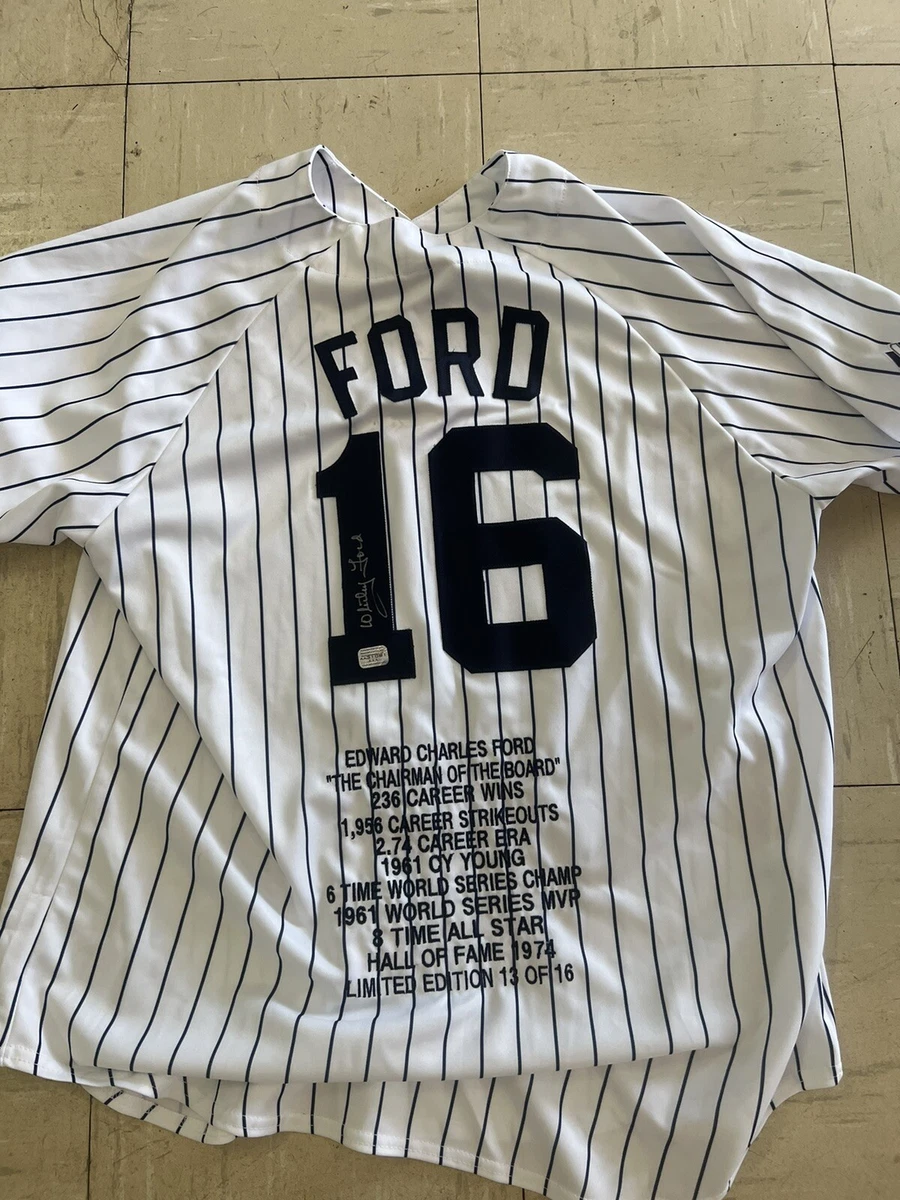 FORD
16
Whitey Ford
EDWARD CHARLES FORD
"THE CHAIRMAN OF THE BOARD"
236 CAREER WINS
1,956 CAREER STRIKEOUTS
2.74 CAREER ERA
1961 CY YOUNG
6 TIME WORLD SERIES CHAMP
1961 WORLD SERIES MVP
8 TIME ALL STAR
HALL OF FAME 1974
LIMITED EDITION 13 OF 16